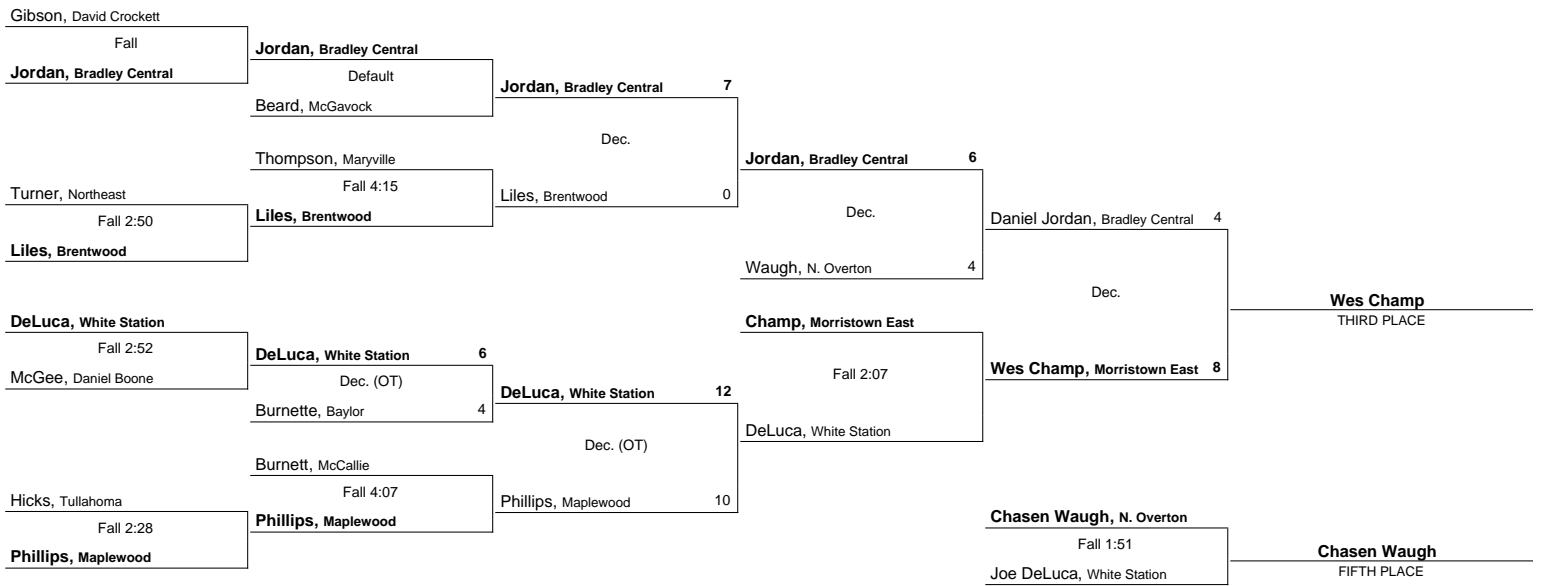 Gibson, David Crockett
Fall
Jordan, Bradley Central
Turner, Northeast
Fall 2:50
Liles, Brentwood
DeLuca, White Station
Fall 2:52
McGee, Daniel Boone
Hicks, Tullahoma
Fall 2:28
Phillips, Maplewood
Jordan, Bradley Central
Default
Beard, McGavock
Thompson, Maryville
Fall 4:15
Liles, Brentwood
DeLuca, White Station 6
Dec. (OT)
Burnette, Baylor 4
Burnett, McCallie
Fall 4:07
Phillips, Maplewood
Jordan, Bradley Central 7
Dec.
Liles, Brentwood 0
DeLuca, White Station 12
Dec. (OT)
Phillips, Maplewood 10
Jordan, Bradley Central 6
Dec.
Waugh, N. Overton 4
Champ, Morristown East
Fall 2:07
DeLuca, White Station
Daniel Jordan, Bradley Central 4
Dec.
Wes Champ, Morristown East 8
Wes Champ
THIRD PLACE
Chasen Waugh, N. Overton
Fall 1:51
Joe DeLuca, White Station
Chasen Waugh
FIFTH PLACE